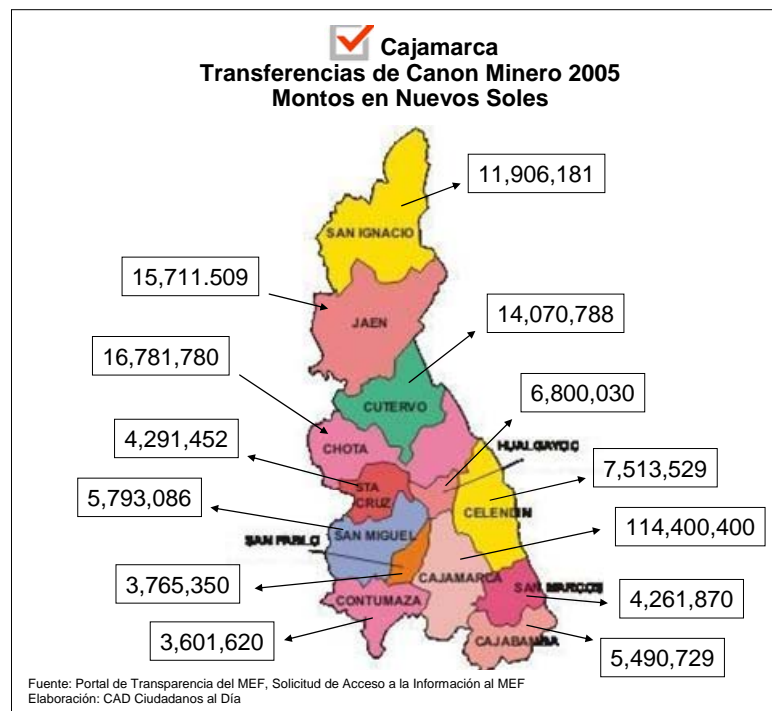 Cajamarca
Transferencias de Canon Minero 2005
Montos en Nuevos Soles
11,906,181
SAN IGNACIO
15,711.509
JAEN
14,070,788
16,781,780
6,800,030
CUTERVO
4,291,452
CHOTA
HUALGAYOC
7,513,529
STA
CRUZ
5,793,086
CELENDIN
SAN MIGUEL
114,400,400
SAN PABLO
3,765,350
CAJAMARCA
SAN MARCOS
CONTUMAZA
4,261,870
3,601,620
CAJABAMBA
5,490,729
Fuente: Portal de Transparencia del MEF, Solicitud de Acceso a la Información al MEF
Elaboración: CAD Ciudadanos al Día